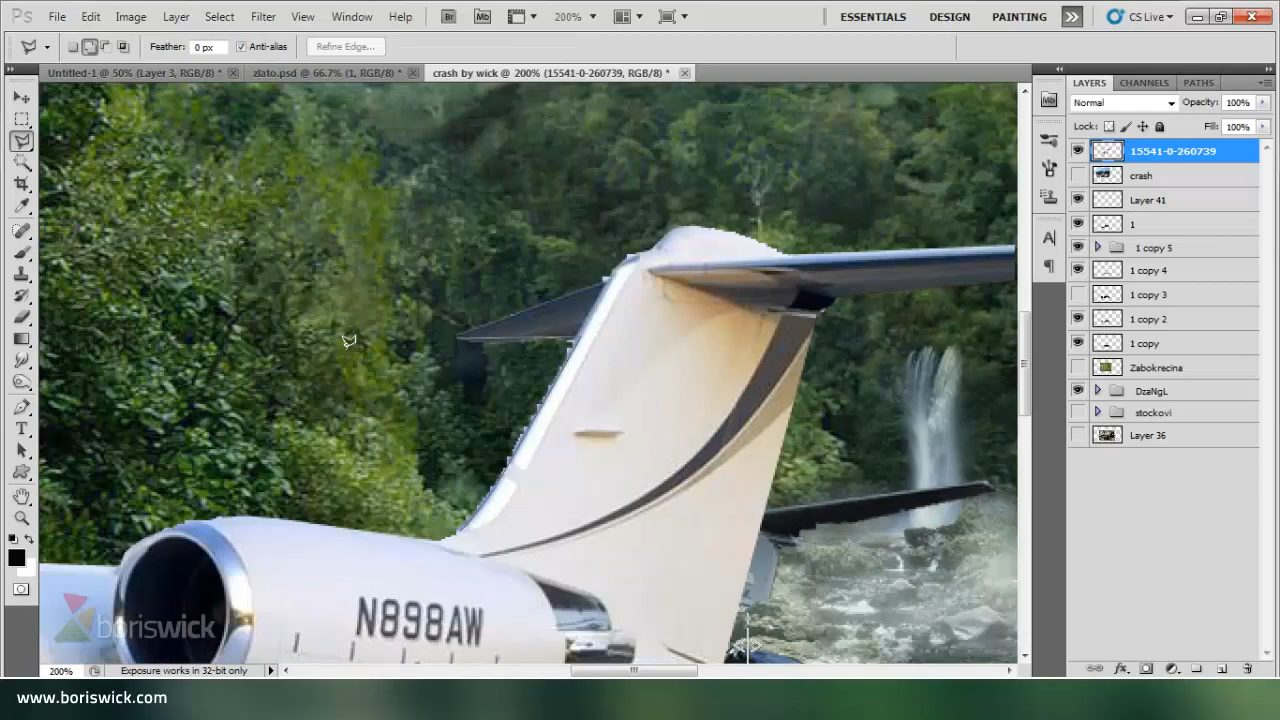 Ps File Edit Image Layer Select Filter View Window Help Br Mb 200% ESSENTIALS DESIGN PAINTING CS Live
Feather: 0 px Anti-alias Refine Edge...
Untitled-1 @ 50% (Layer 3, RGB/8) * zlato.psd @ 66.7% (1, RGB/8) * crash by wick @ 200% (15541-0-260739, RGB/8) *
LAYERS CHANNELS PATHS
Mb
Normal Opacity: 100%
Lock: Fill: 100%
15541-0-260739
crash
Layer 41
1
1 copy 5
1 copy 4
1 copy 3
1 copy 2
1 copy
Zabokrecina
DzaNgL
stockovi
Layer 36
N898AW
boriswick
200% Exposure works in 32-bit only
www.boriswick.com